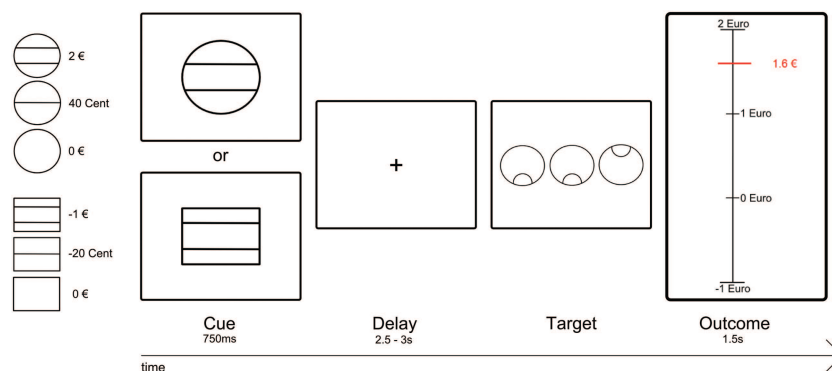 2 €
40 Cent
0 €
-1 €
-20 Cent
0 €
or
+
2 Euro
1.6 €
1 Euro
0 Euro
-1 Euro
Cue
750ms
Delay
2.5 - 3s
Target
Outcome
1.5s
time